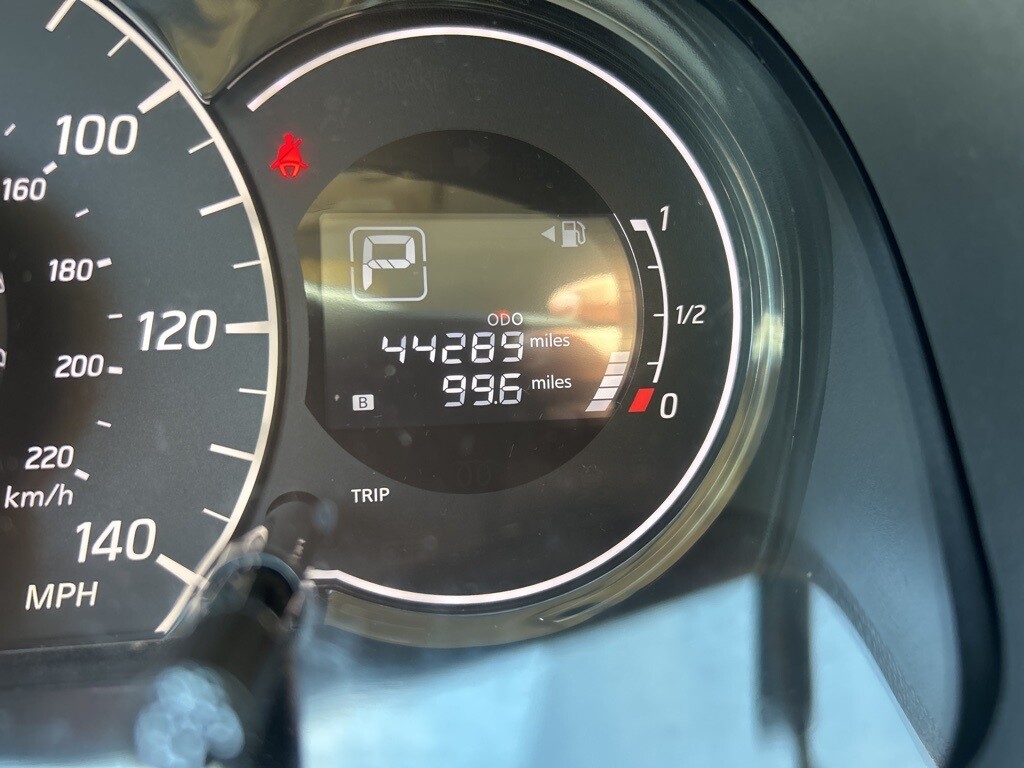 100
160
180
120
200
220
km/h
140
MPH
P
1
1/2
0
ODO
44289 miles
99.6 miles
B
TRIP